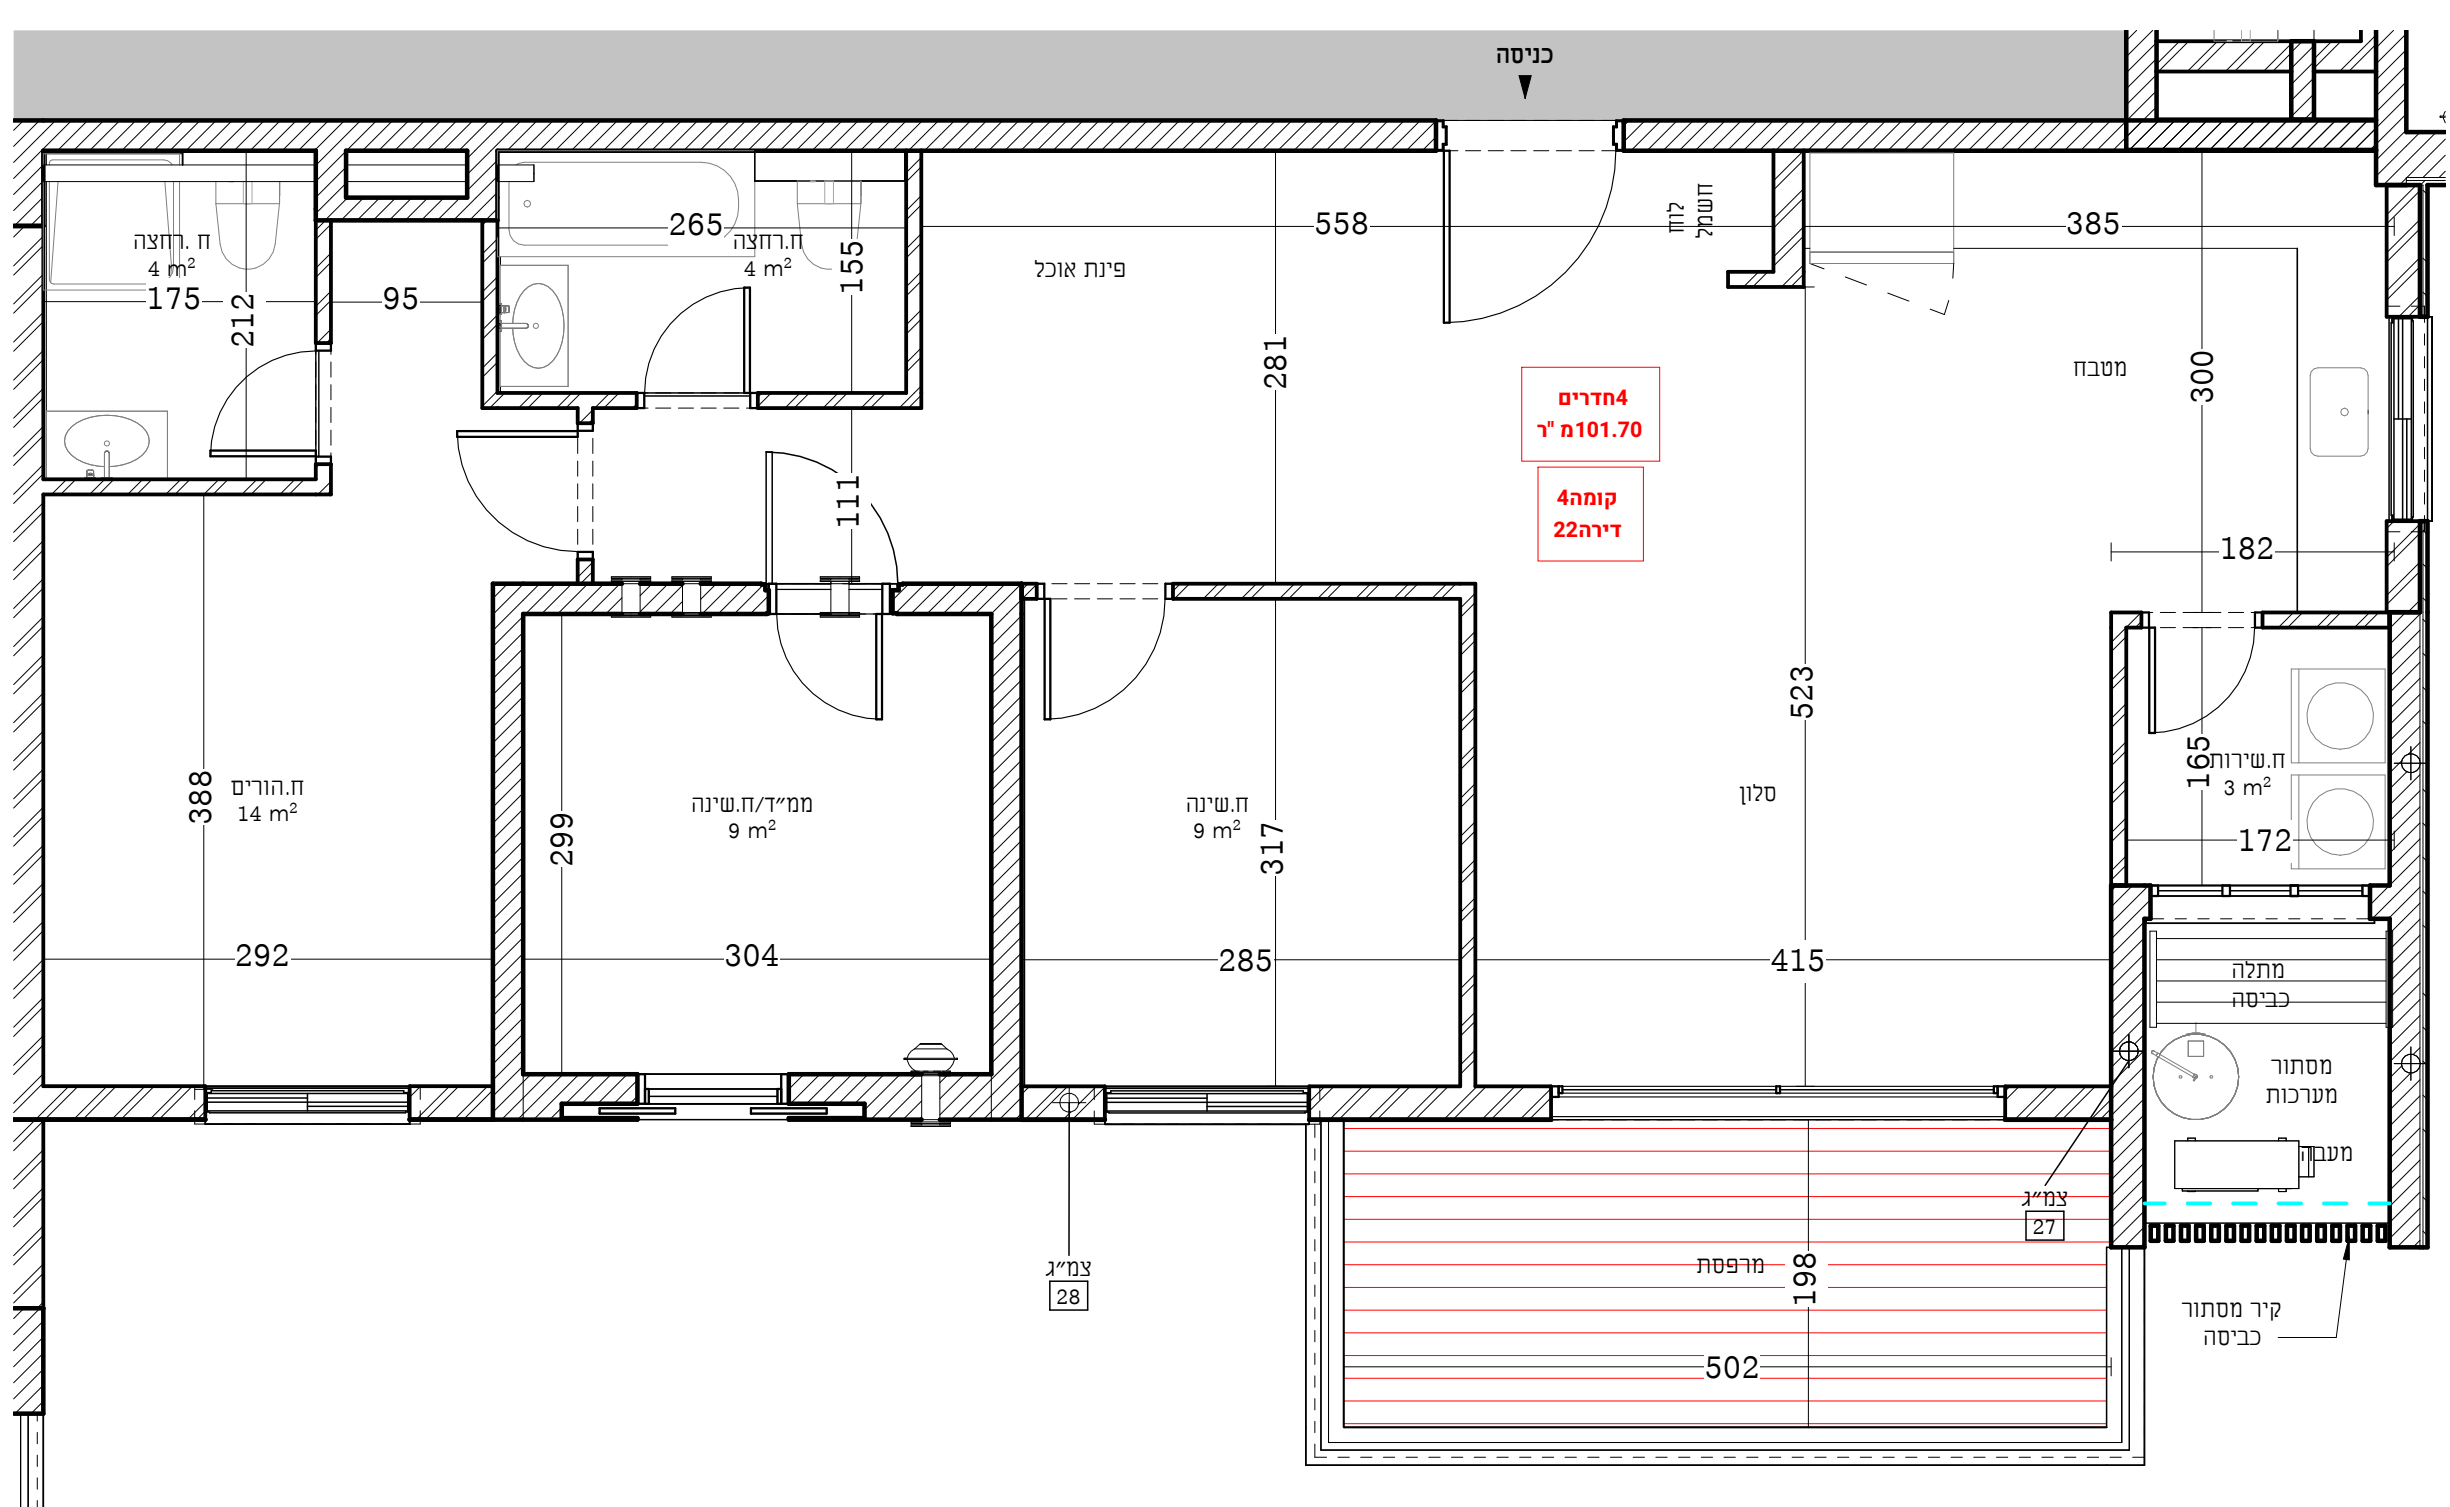 כניסה
לוח
חשמל
265
558
385
ח.רחצה
4 m²
155
ח .רחצה
4 m²
175
212
95
פינת אוכל
281
300
מטבח
4חדרים
101.70מ "ר
קומה4
דירה22
111
182
523
165
ח.שירות
3 m²
172
388
ח.הורים
14 m²
ממ״ד/ח.שינה
9 m²
299
ח.שינה
9 m²
317
סלון
292
304
285
415
מתלה
כביסה
מסתור
מערכות
מעבה
צמ״ג
27
צמ״ג
28
מרפסת
198
502
קיר מסתור
כביסה